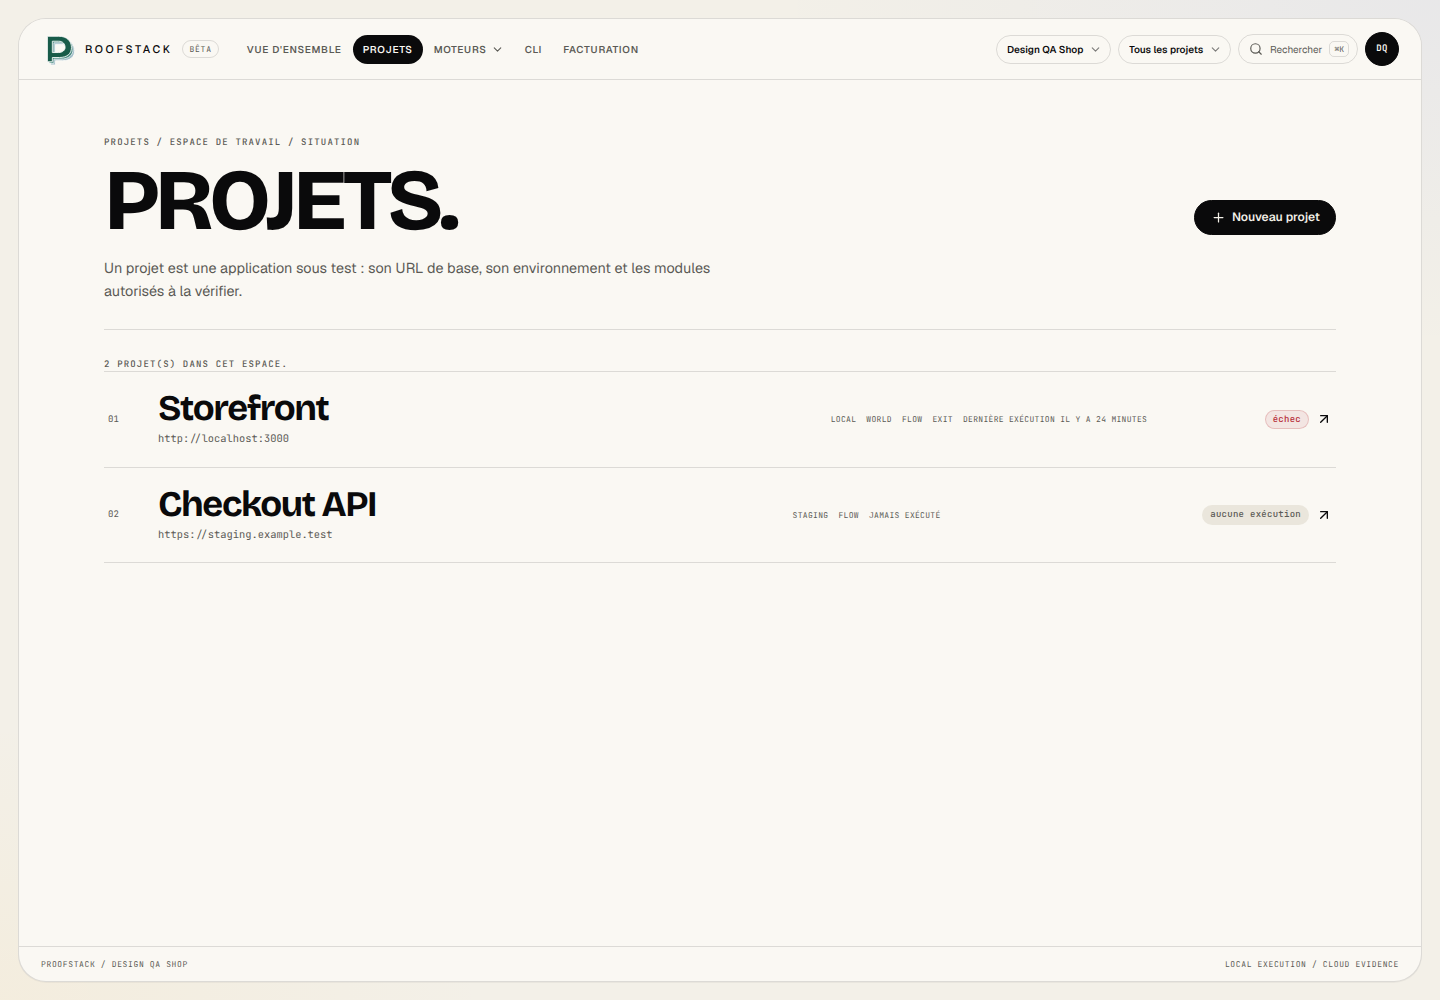 ROOFSTACK BÊTA VUE D'ENSEMBLE PROJETS MOTEURS CLI FACTURATION Design QA Shop Tous les projets Rechercher ⌘K DQ
PROJETS / ESPACE DE TRAVAIL / SITUATION
PROJETS.
Nouveau projet
Un projet est une application sous test : son URL de base, son environnement et les modules
autorisés à la vérifier.
2 PROJET(S) DANS CET ESPACE.
01 Storefront LOCAL WORLD FLOW EXIT DERNIÈRE EXÉCUTION IL Y A 24 MINUTES échec
http://localhost:3000
02 Checkout API STAGING FLOW JAMAIS EXÉCUTÉ aucune exécution
https://staging.example.test
PROOFSTACK / DESIGN QA SHOP LOCAL EXECUTION / CLOUD EVIDENCE